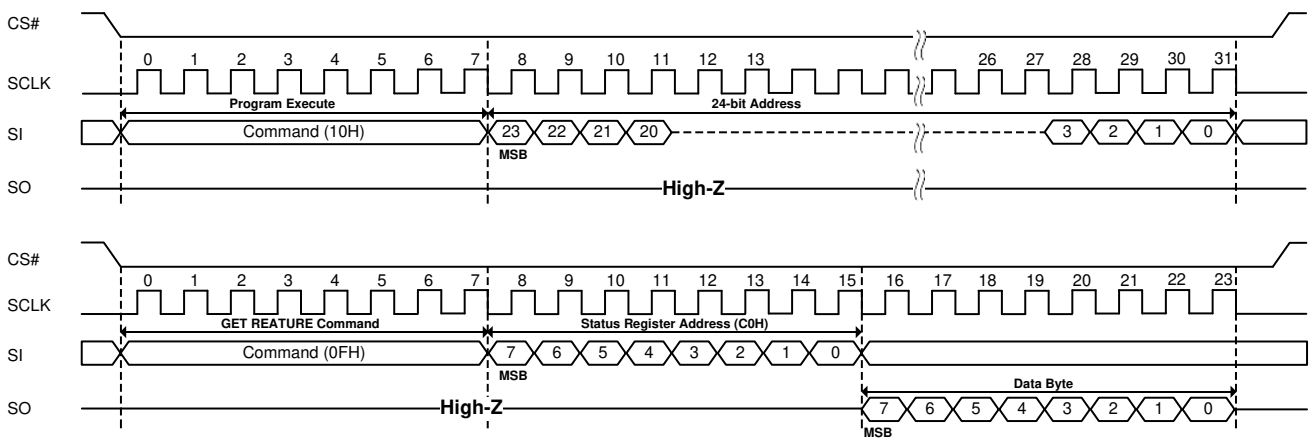 CS#
0 1 2 3 4 5 6 7 8 9 10 11 12 13 26 27 28 29 30 31
SCLK
Program Execute 24-bit Address
SI Command (10H) 23 22 21 20 3 2 1 0
MSB
SO High-Z
CS#
0 1 2 3 4 5 6 7 8 9 10 11 12 13 14 15 16 17 18 19 20 21 22 23
SCLK
GET REATURE Command Status Register Address (C0H)
SI Command (0FH) 7 6 5 4 3 2 1 0
MSB Data Byte
SO High-Z 7 6 5 4 3 2 1 0
MSB